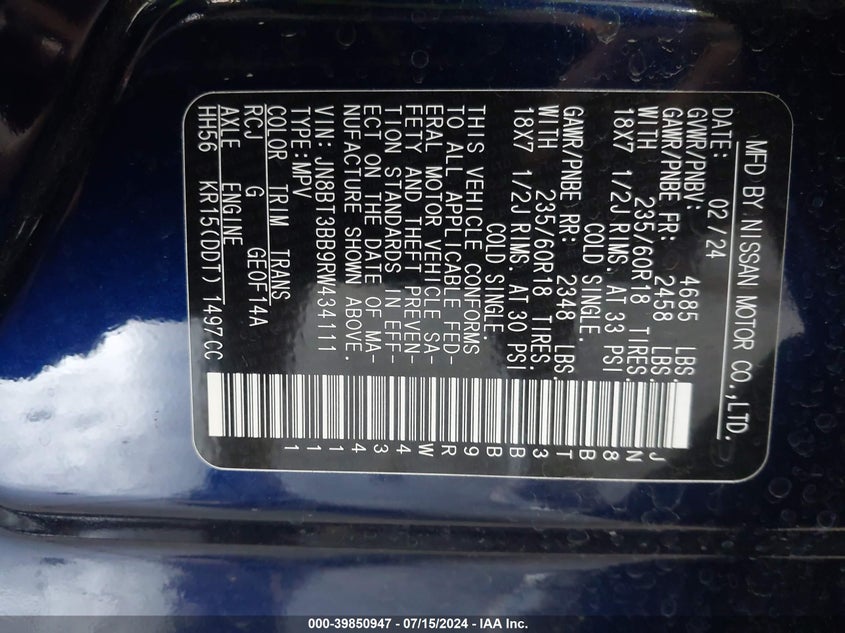 MFD BY NISSAN MOTOR CO.,LTD.
DATE: 02/24
GVWR/PNBV: 4685 LBS.
GAWR/PNBE FR: 2458 LBS.
WITH 235/60R18 TIRES:
18X7 1/2J RIMS. AT 33 PSI
COLD SINGLE.
GAWR/PNBE RR: 2348 LBS.
WITH 235/60R18 TIRES:
18X7 1/2J RIMS. AT 30 PSI
COLD SINGLE.
THIS VEHICLE CONFORMS
TO ALL APPLICABLE FED-
ERAL MOTOR VEHICLE SA-
FETY AND THEFT PREVEN-
TION STANDARDS IN EFF-
ECT ON THE DATE OF MA-
NUFACTURE SHOWN ABOVE.
VIN: JN8BT3BB9RW434111
TYPE:MPV
COLOR TRIM TRANS
RCJ G GE0F14A
AXLE ENGINE
HH56 KR15(DDT) 1497CC
JN8BT3BB9RW434111
000-39850947 - 07/15/2024 - IAA Inc.